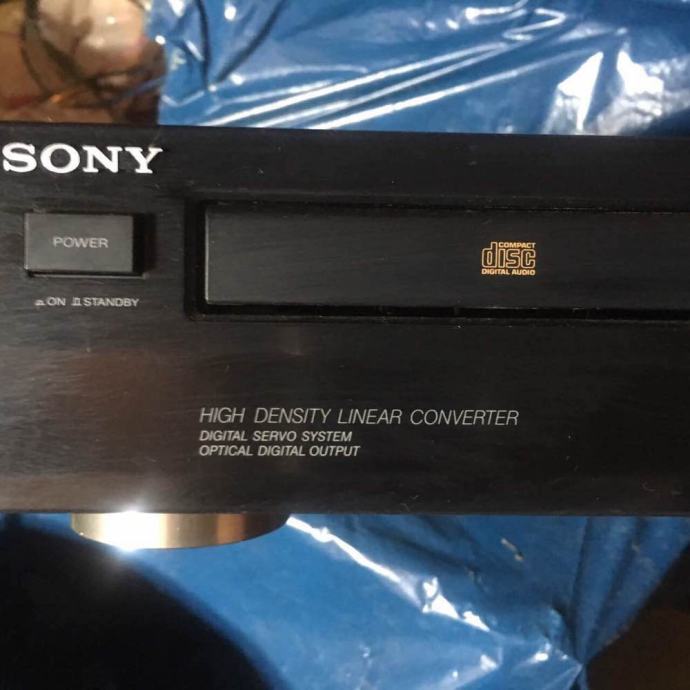 SONY
POWER
ON STANDBY
COMPACT
disc
DIGITAL AUDIO
HIGH DENSITY LINEAR CONVERTER
DIGITAL SERVO SYSTEM
OPTICAL DIGITAL OUTPUT